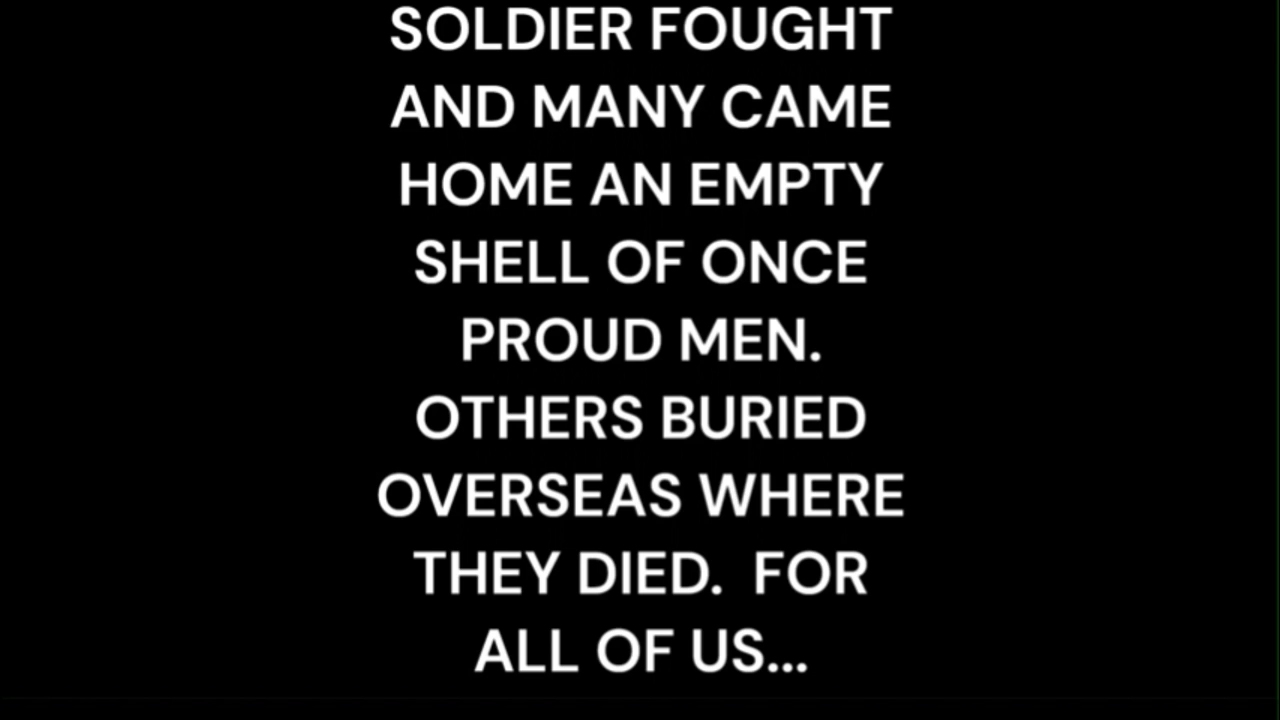 SOLDIER FOUGHT
AND MANY CAME
HOME AN EMPTY
SHELL OF ONCE
PROUD MEN.
OTHERS BURIED
OVERSEAS WHERE
THEY DIED.  FOR
ALL OF US...